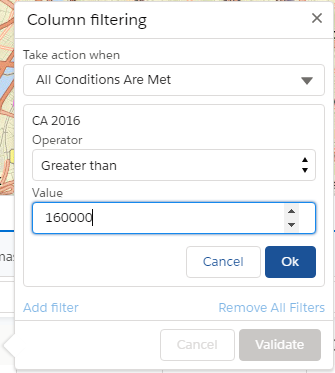 Column filtering
Take action when
All Conditions Are Met
CA 2016
Operator
Greater than
Value
160000
Cancel Ok
Add filter Remove All Filters
Cancel Validate